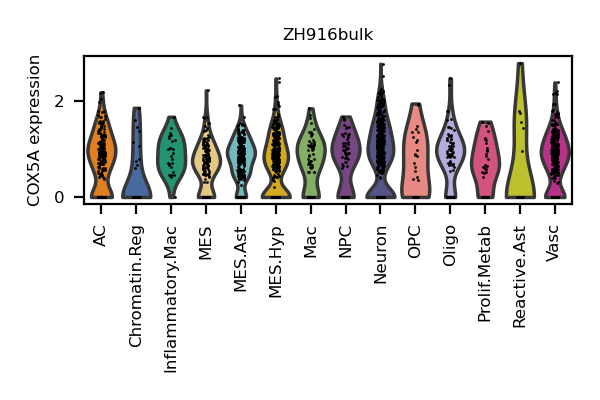 ZH916bulk
COX5A expression
2
0
AC
Chromatin.Reg
Inflammatory.Mac
MES
MES.Ast
MES.Hyp
Mac
NPC
Neuron
OPC
Oligo
Prolif.Metab
Reactive.Ast
Vasc